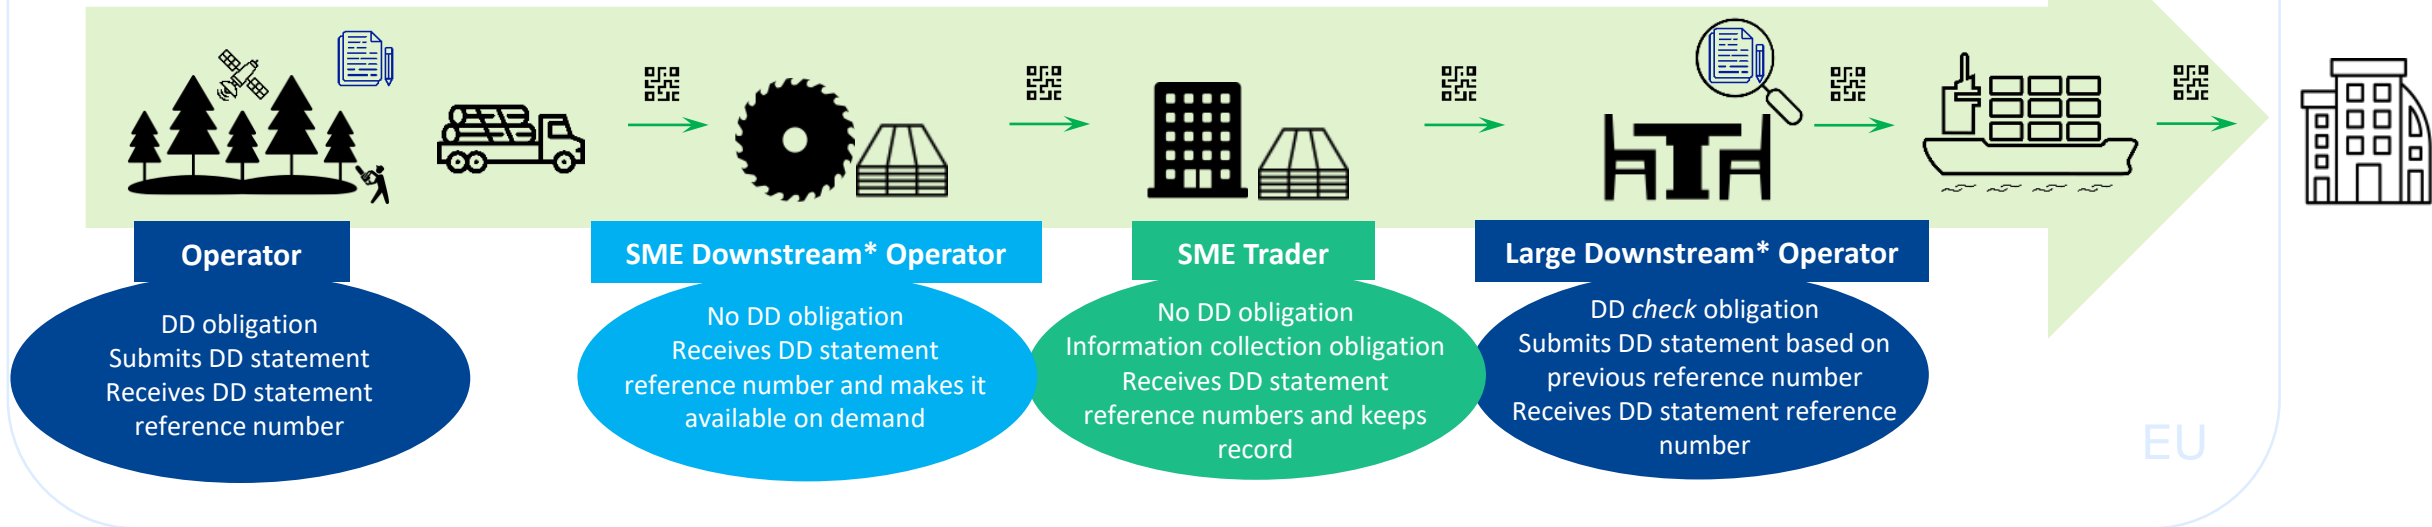 Operator
DD obligation
Submits DD statement
Receives DD statement
reference number
SME Downstream* Operator
No DD obligation
Receives DD statement
reference number and makes it
available on demand
SME Trader
No DD obligation
Information collection obligation
Receives DD statement
reference numbers and keeps
record
Large Downstream* Operator
DD check obligation
Submits DD statement based on
previous reference number
Receives DD statement reference
number
EU